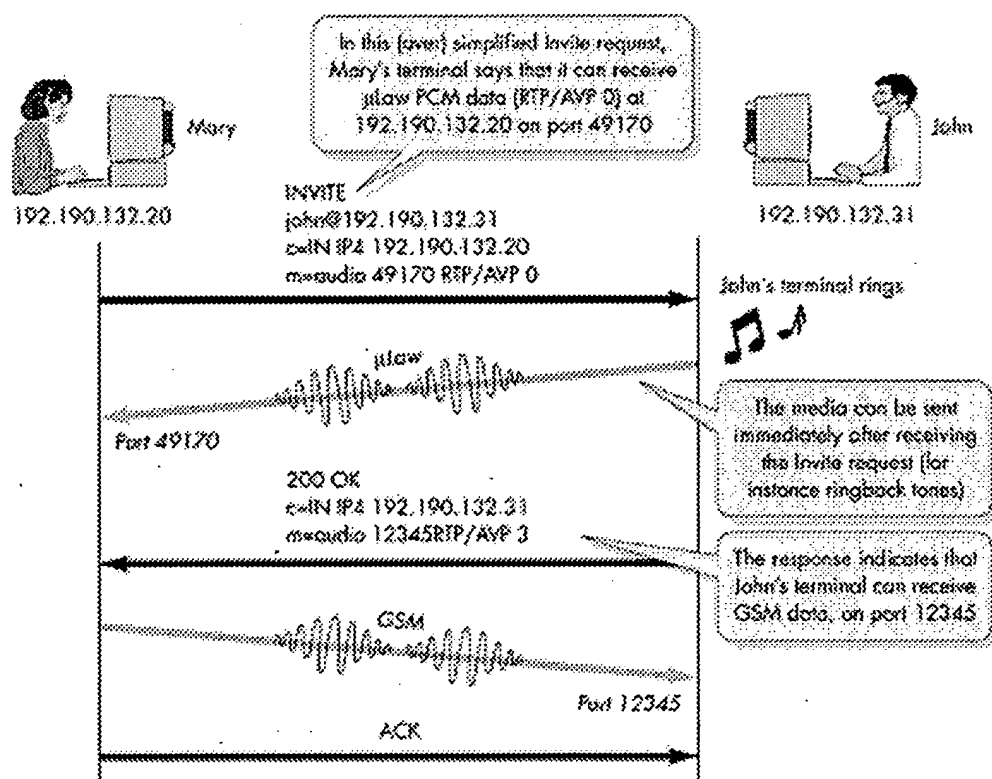 In this (over) simplified Invite request,
Mary's terminal says that it can receive
µLaw PCM data (RTP/AVP 0) at
192.190.132.20 on port 49170
Mary
John
192.190.132.20
192.190.132.31
INVITE
john@192.190.132.31
c=IN IP4 192.190.132.20
m=audio 49170 RTP/AVP 0
John's terminal rings
µLaw
Port 49170
The media can be sent
immediately after receiving
the Invite request (for
instance ringback tones)
200 OK
c=IN IP4 192.190.132.31
m=audio 12345RTP/AVP 3
The response indicates that
John's terminal can receive
GSM data, on port 12345
GSM
Port 12345
ACK